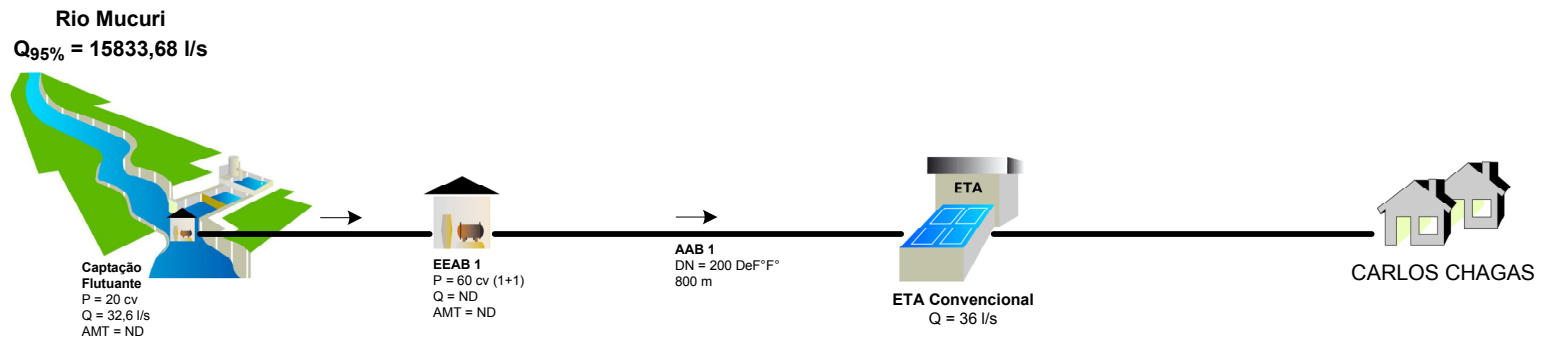 Rio Mucuri
Q95% = 15833,68 l/s
Captação
Flutuante
P = 20 cv
Q = 32,6 l/s
AMT = ND
EEAB 1
P = 60 cv (1+1)
Q = ND
AMT = ND
AAB 1
DN = 200 DeF°F°
800 m
ETA
ETA Convencional
Q = 36 l/s
CARLOS CHAGAS